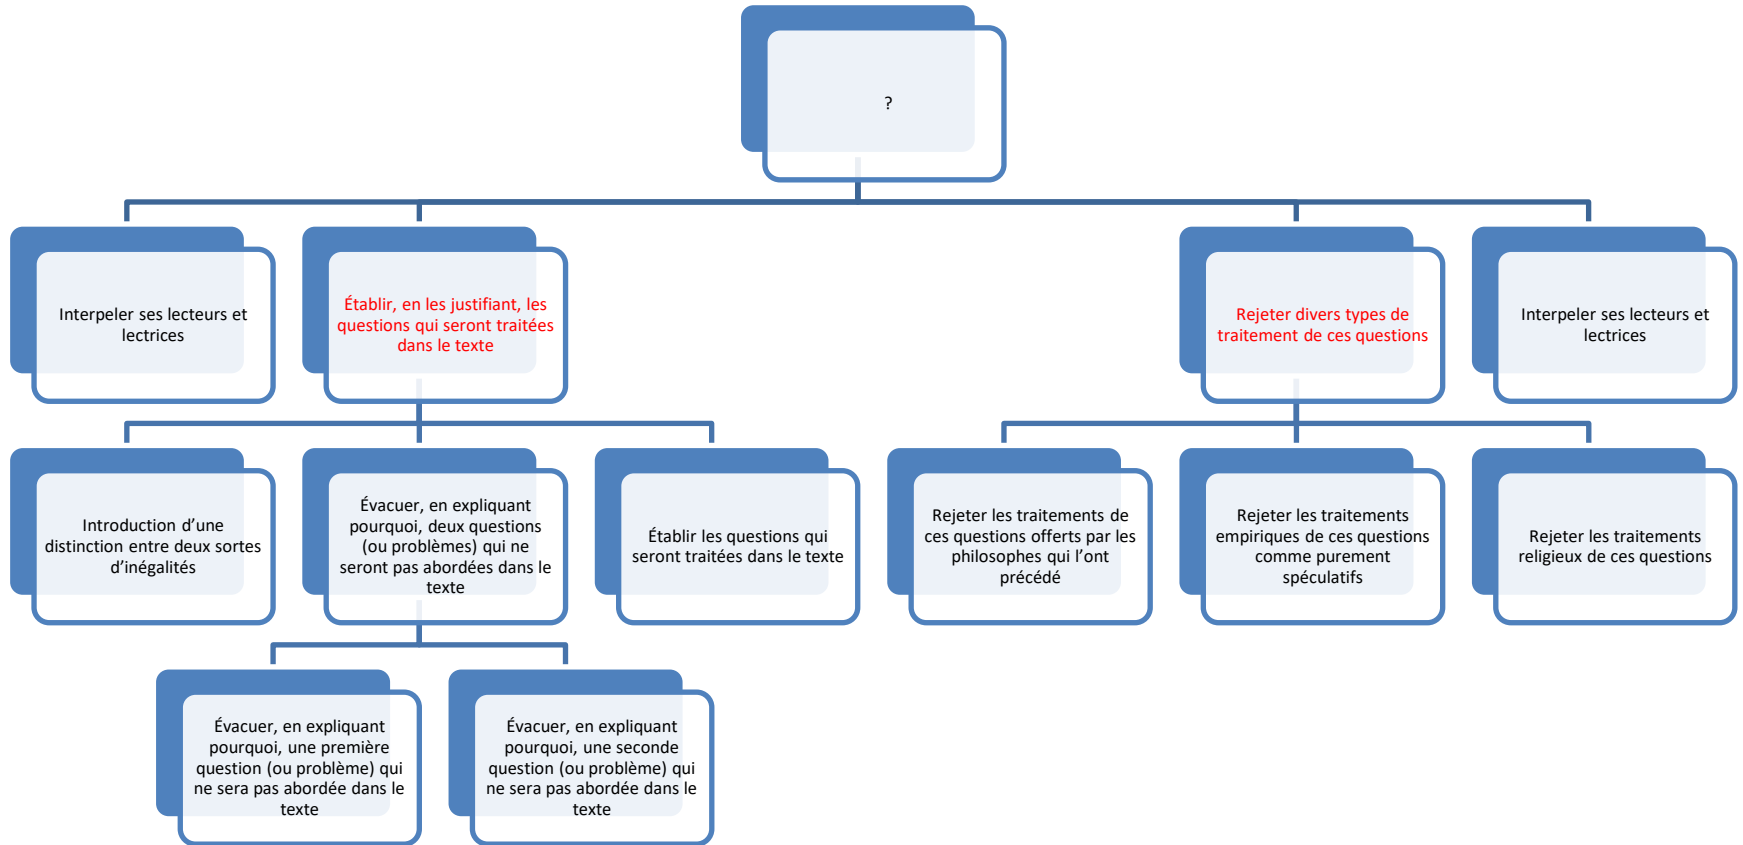 ?
Interpeler ses lecteurs et
lectrices
Établir, en les justifiant, les
questions qui seront traitées
dans le texte
Rejeter divers types de
traitement de ces questions
Interpeler ses lecteurs et
lectrices
Introduction d’une
distinction entre deux sortes
d’inégalités
Évacuer, en expliquant
pourquoi, deux questions
(ou problèmes) qui ne
seront pas abordées dans le
texte
Établir les questions qui
seront traitées dans le texte
Rejeter les traitements de
ces questions offerts par les
philosophes qui l’ont
précédé
Rejeter les traitements
empiriques de ces questions
comme purement
spéculatifs
Rejeter les traitements
religieux de ces questions
Évacuer, en expliquant
pourquoi, une première
question (ou problème) qui
ne sera pas abordée dans le
texte
Évacuer, en expliquant
pourquoi, une seconde
question (ou problème) qui
ne sera pas abordée dans le
texte